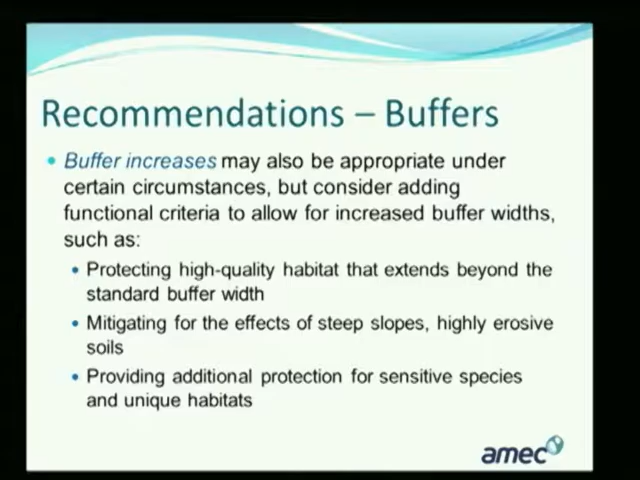 Recommendations – Buffers
• Buffer increases may also be appropriate under
certain circumstances, but consider adding
functional criteria to allow for increased buffer widths,
such as:
• Protecting high-quality habitat that extends beyond the
standard buffer width
• Mitigating for the effects of steep slopes, highly erosive
soils
• Providing additional protection for sensitive species
and unique habitats
amec